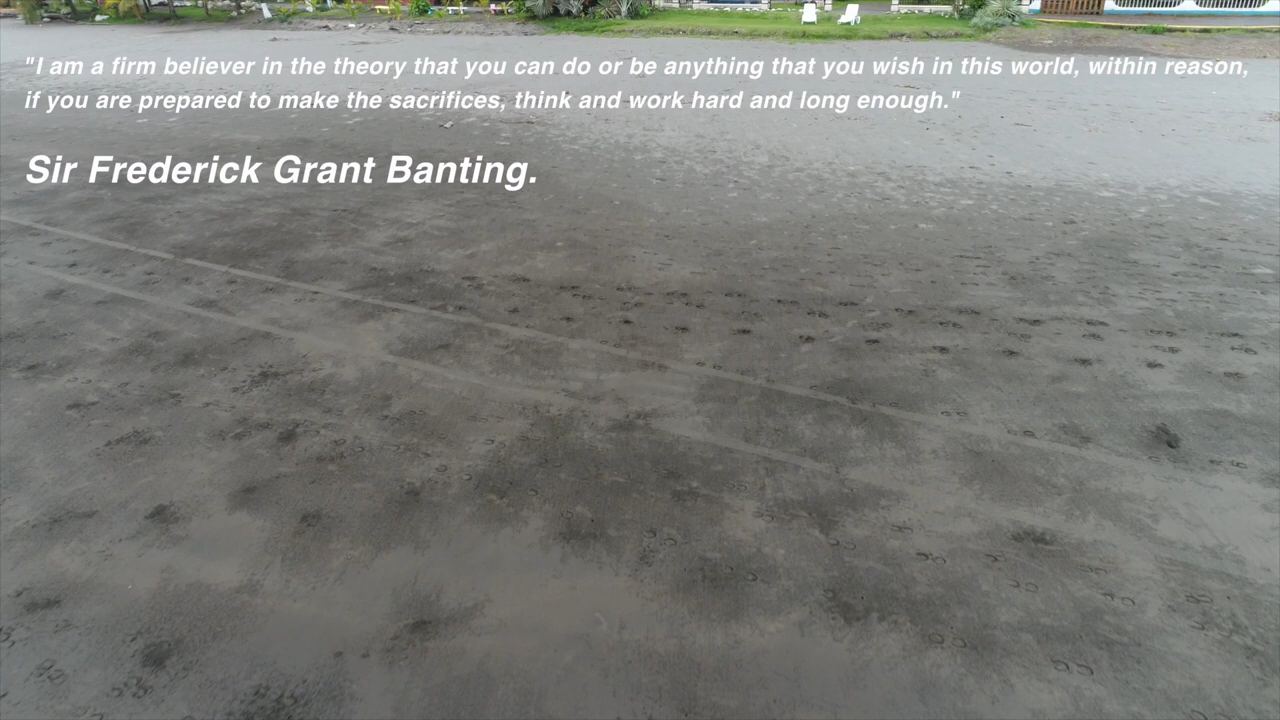 "I am a firm believer in the theory that you can do or be anything that you wish in this world, within reason,
if you are prepared to make the sacrifices, think and work hard and long enough."
Sir Frederick Grant Banting.